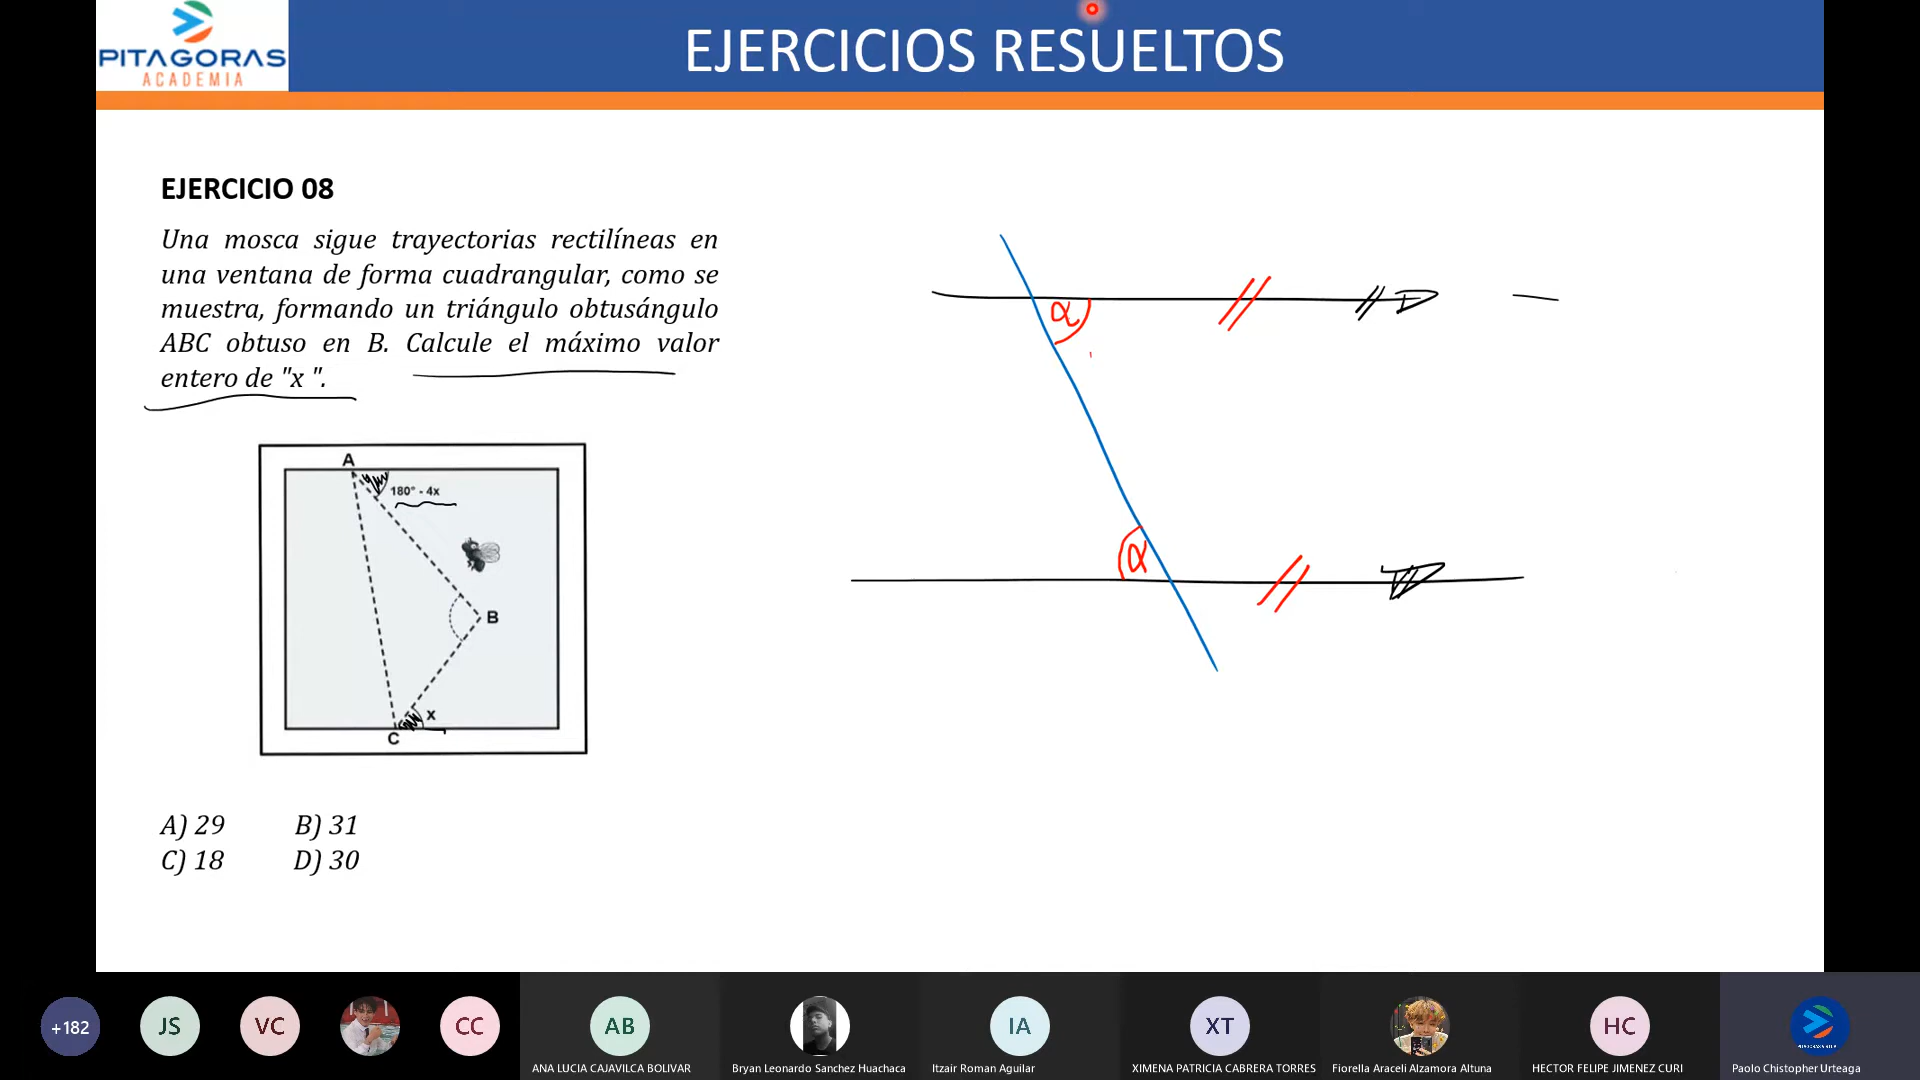 PITAGORAS
ACADEMIA
EJERCICIOS RESUELTOS
EJERCICIO 08
Una mosca sigue trayectorias rectilíneas en
una ventana de forma cuadrangular, como se
muestra, formando un triángulo obtusángulo
ABC obtuso en B. Calcule el máximo valor
entero de "x ".
A
180° - 4x
B
x
C
α
α
A) 29 B) 31
C) 18 D) 30
+182
JS
VC
CC
AB
IA
XT
HC
ANA LUCIA CAJAVILCA BOLIVAR
Bryan Leonardo Sanchez Huachaca
Itzair Roman Aguilar
XIMENA PATRICIA CABRERA TORRES
Fiorella Araceli Alzamora Altuna
HECTOR FELIPE JIMENEZ CURI
Paolo Chistopher Urteaga